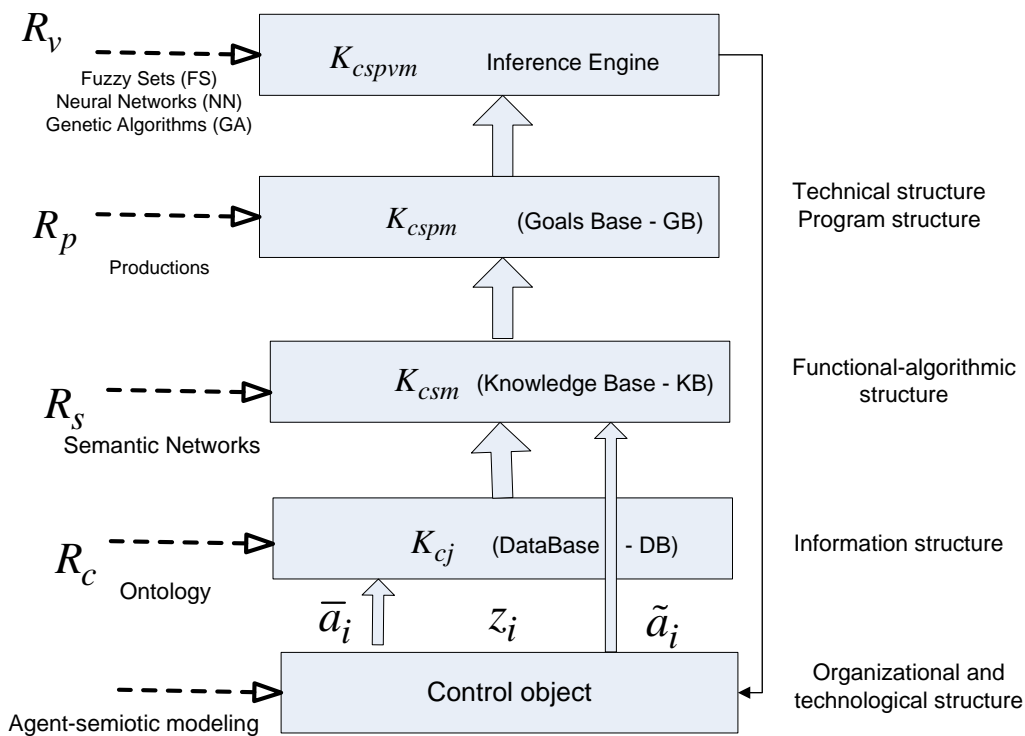 R_v
K_cspvm Inference Engine
Fuzzy Sets (FS)
Neural Networks (NN)
Genetic Algorithms (GA)
R_p
K_cspm (Goals Base - GB)
Technical structure
Program structure
Productions
R_s
K_csm (Knowledge Base - KB)
Functional-algorithmic
structure
Semantic Networks
R_c
K_cj (DataBase - DB)
Information structure
Ontology
a̅_i z_i ã_i
Control object
Organizational and
technological structure
Agent-semiotic modeling